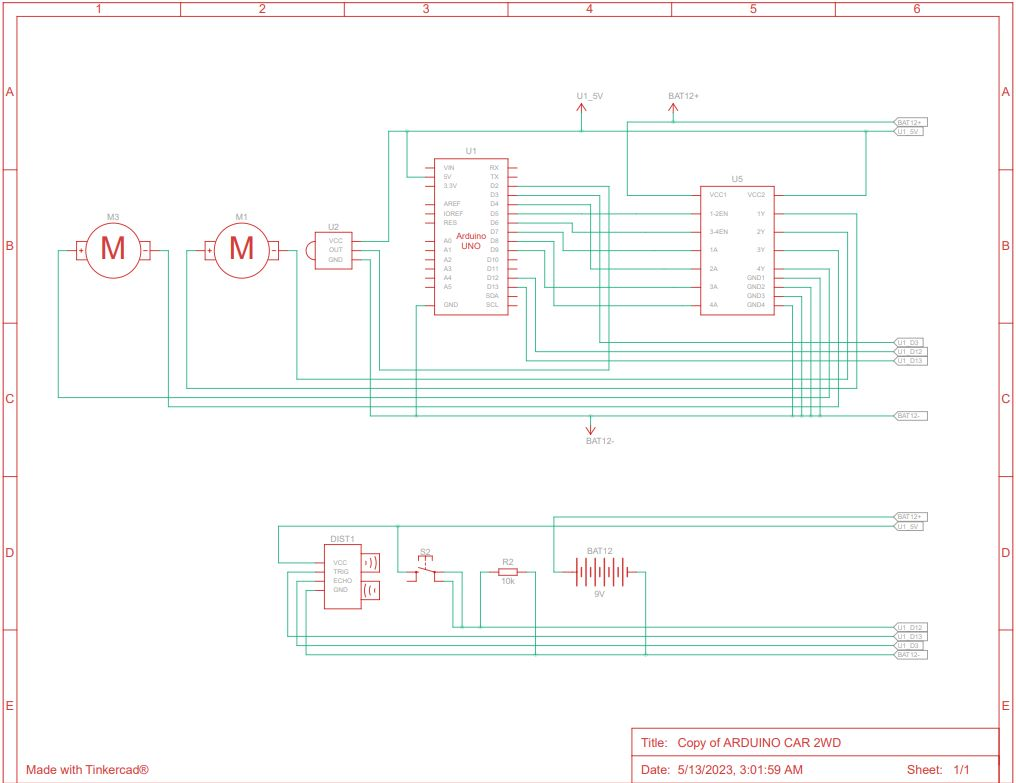 1 2 3 4 5 6
A A
U1_5V BAT12+
BAT12+
U1_5V
U1 U5
VIN RX
5V TX
3.3V D2
D3
AREF D4
IOREF D5
RES D6
D7
A0 D8
A1 D9
A2 D10
A3 D11
A4 D12
A5 D13
SDA
GND SCL
Arduino
UNO
VCC1 VCC2
1-2EN 1Y
3-4EN 2Y
1A 3Y
2A 4Y
GND1
3A GND2
GND3
4A GND4
M3 M1 U2
B B
+ M - + M -
VCC
OUT
GND
U1_D3
U1_D12
U1_D13
C C
BAT12-
BAT12-
BAT12+
U1_5V
D D
DIST1 S2 R2 BAT12
VCC
TRIG
ECHO
GND
10k 9V
U1_D12
U1_D13
U1_D3
BAT12-
E E
Title: Copy of ARDUINO CAR 2WD
Made with Tinkercad® Date: 5/13/2023, 3:01:59 AM Sheet: 1/1